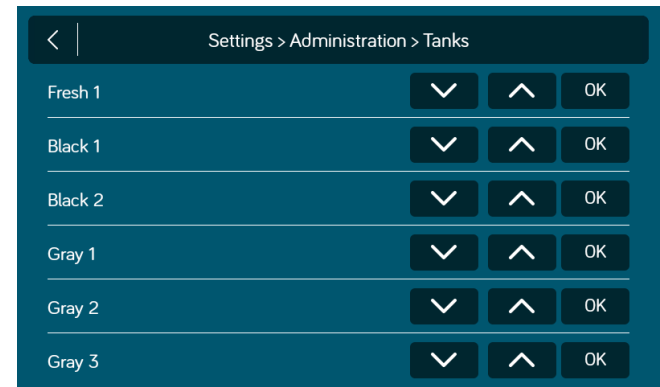 Settings > Administration > Tanks
Fresh 1 OK
Black 1 OK
Black 2 OK
Gray 1 OK
Gray 2 OK
Gray 3 OK